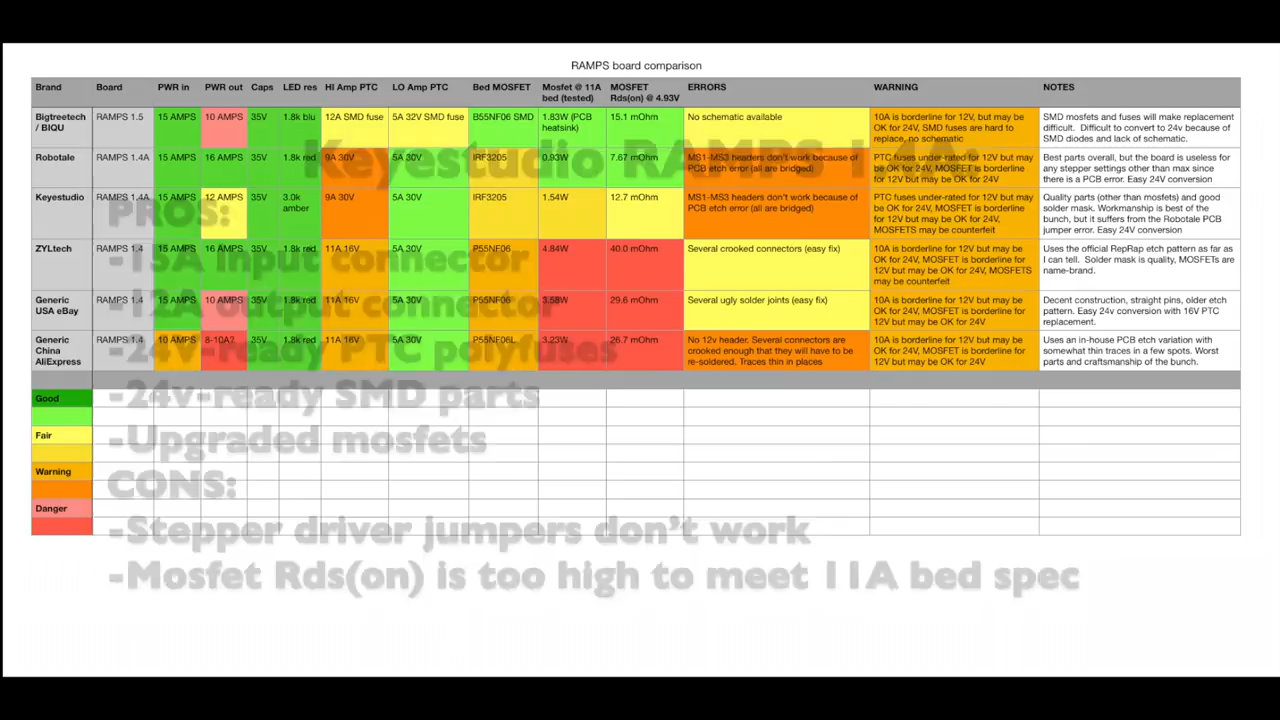 RAMPS board comparison
Brand Board PWR in PWR out Caps LED res HI Amp PTC LO Amp PTC Bed MOSFET Mosfet @ 11A bed (tested) MOSFET Rds(on) @ 4.93V ERRORS WARNING NOTES
Bigtreetech / BIQU RAMPS 1.5 15 AMPS 10 AMPS 35V 1.8k blu 12A SMD fuse 5A 32V SMD fuse B55NF06 SMD 1.83W (PCB heatsink) 15.1 mOhm No schematic available 10A is borderline for 12V, but may be OK for 24V, SMD fuses are hard to replace, no schematic SMD mosfets and fuses will make replacement difficult. Difficult to convert to 24v because of SMD diodes and lack of schematic.
Robotale RAMPS 1.4A 15 AMPS 16 AMPS 35V 1.8k red 9A 30V 5A 30V IRF3205 0.93W 7.67 mOhm MS1-MS3 headers don't work because of PCB etch error (all are bridged) PTC fuses under-rated for 12V but may be OK for 24V, MOSFET is borderline for 12V but may be OK for 24V Best parts overall, but the board is useless for any stepper settings other than max since there is a PCB error. Easy 24V conversion
Keyestudio RAMPS 1.4A 15 AMPS 12 AMPS 35V 3.0k amber 9A 30V 5A 30V IRF3205 1.54W 12.7 mOhm MS1-MS3 headers don't work because of PCB etch error (all are bridged) PTC fuses under-rated for 12V but may be OK for 24V, MOSFET is borderline for 12V but may be OK for 24V, MOSFETS may be counterfeit Quality parts (other than mosfets) and good solder mask. Workmanship is best of the bunch, but it suffers from the Robotale PCB jumper error. Easy 24V conversion
ZYLtech RAMPS 1.4 15 AMPS 16 AMPS 35V 1.8k red 11A 16V 5A 30V P55NF06 4.84W 40.0 mOhm Several crooked connectors (easy fix) 10A is borderline for 12V but may be OK for 24V, MOSFET is borderline for 12V but may be OK for 24V, MOSFETS may be counterfeit Uses the official RepRap etch pattern as far as I can tell. Solder mask is quality, MOSFETs are name-brand.
Generic USA eBay RAMPS 1.4 15 AMPS 10 AMPS 35V 1.8k red 11A 16V 5A 30V P55NF06 3.58W 29.6 mOhm Several ugly solder joints (easy fix) 10A is borderline for 12V but may be OK for 24V, MOSFET is borderline for 12V but may be OK for 24V Decent construction, straight pins, older etch pattern. Easy 24v conversion with 16V PTC replacement.
Generic China AliExpress RAMPS 1.4 10 AMPS 8-10A? 35V 1.8k red 11A 16V 5A 30V P55NF06L 3.23W 26.7 mOhm No 12v header. Several connectors are crooked enough that they will have to be re-soldered. Traces thin in places 10A is borderline for 12V but may be OK for 24V, MOSFET is borderline for 12V but may be OK for 24V Uses an in-house PCB etch variation with somewhat thin traces in a few spots. Worst parts and craftsmanship of the bunch.
Good
Fair
Warning
Danger
Keyestudio RAMPS 1.4A:
PROS:
-15A input connector
-12A output connector
-24v-ready PTC polyfuses
-24v-ready SMD parts
-Upgraded mosfets
CONS:
-Stepper driver jumpers don't work
-Mosfet Rds(on) is too high to meet 11A bed spec